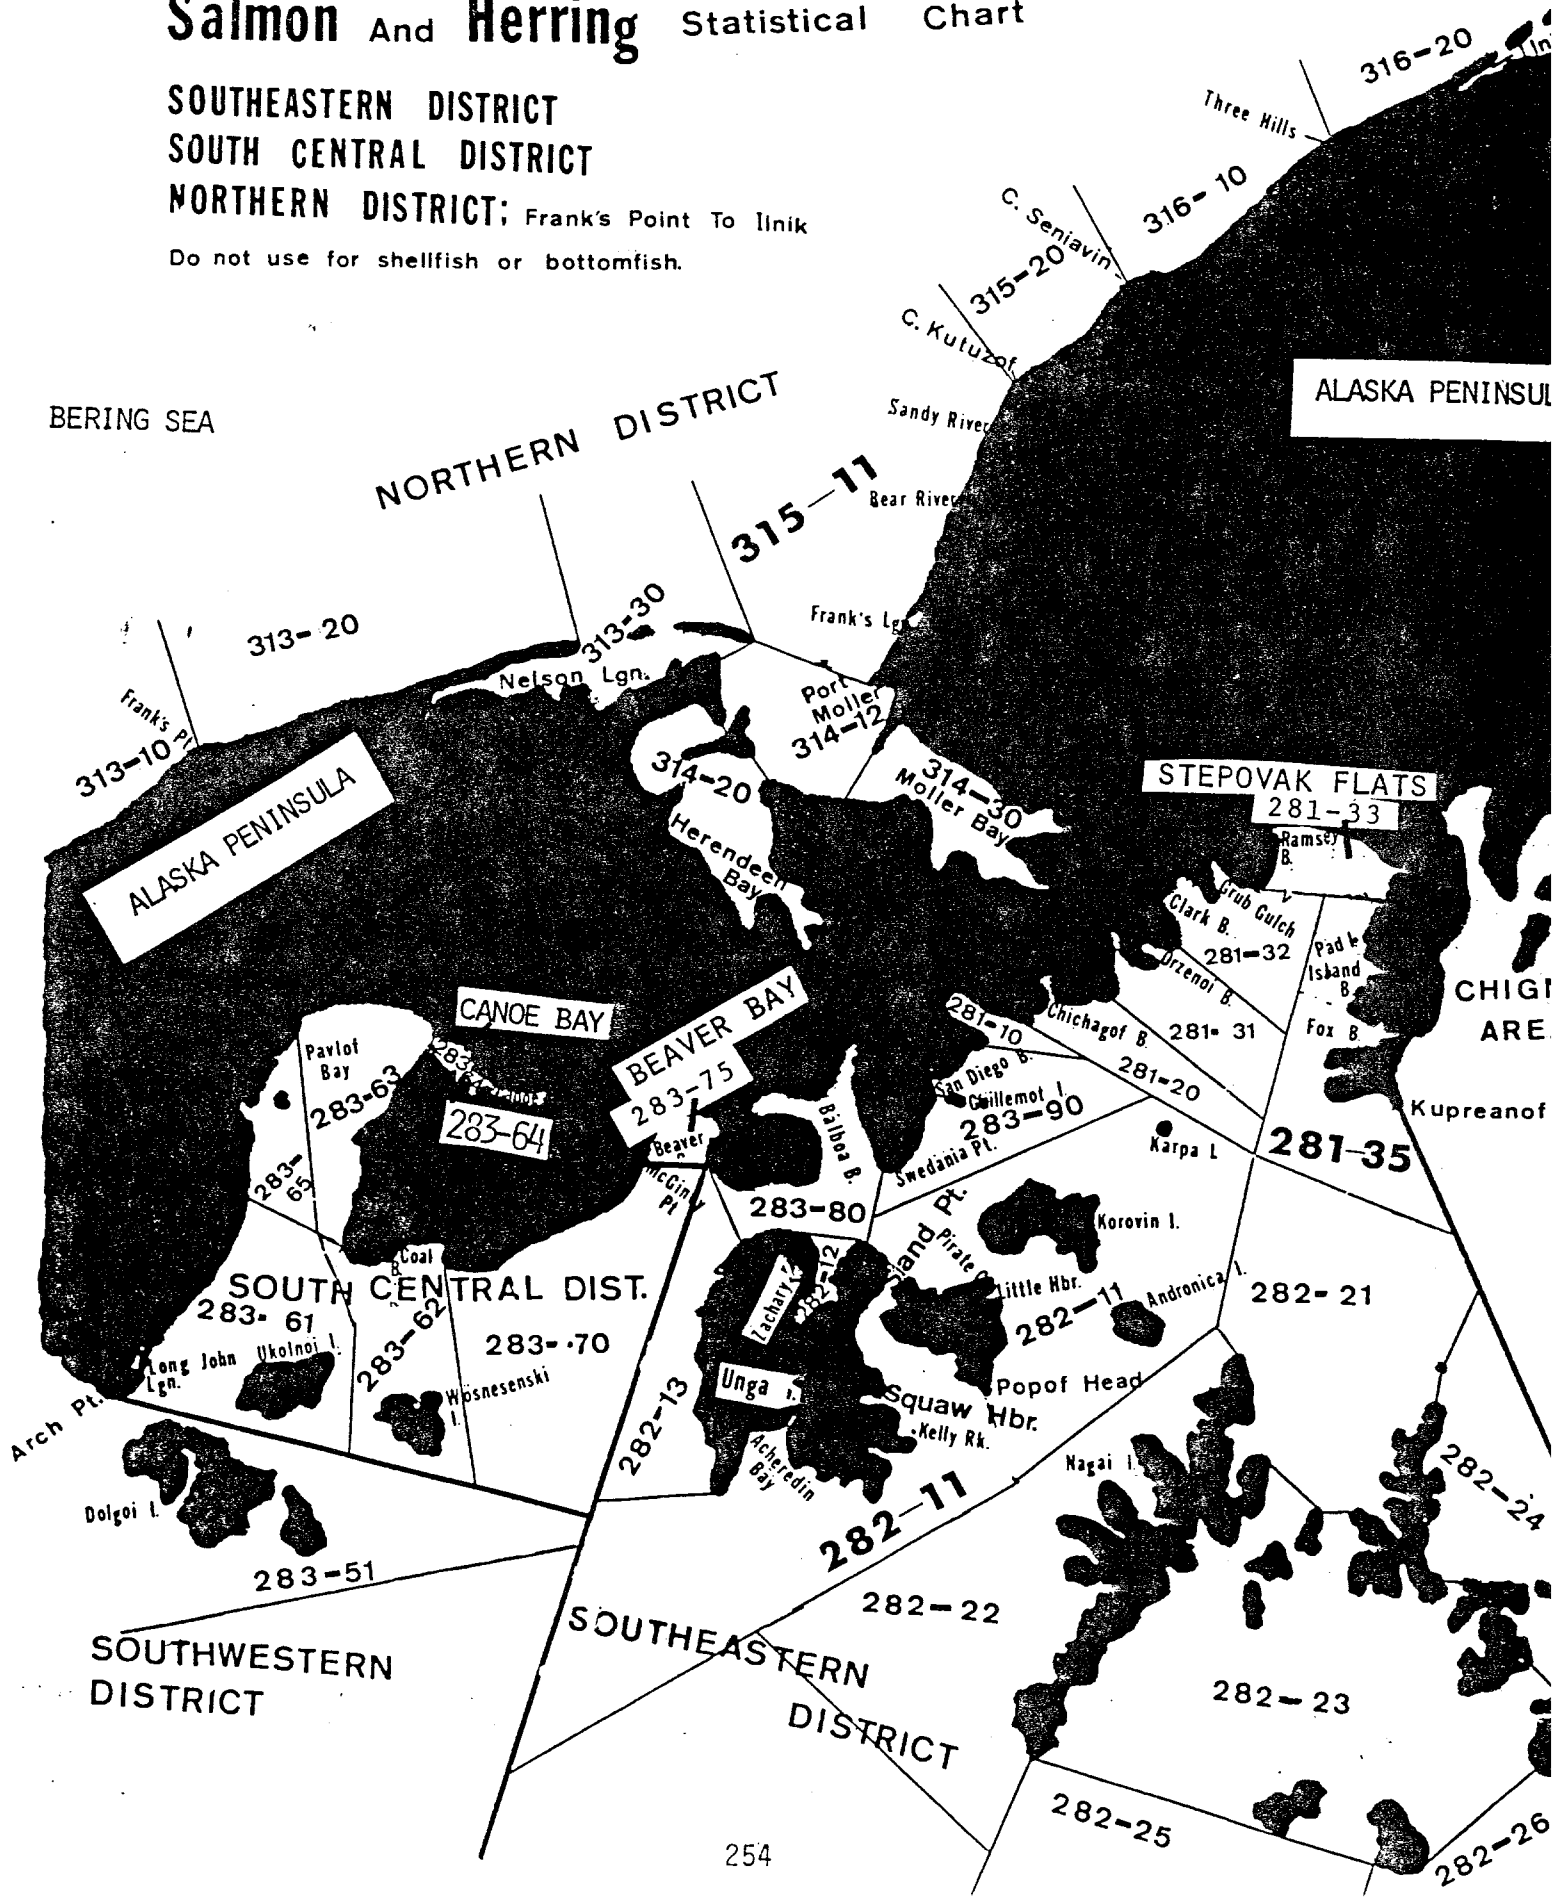 Salmon And Herring Statistical Chart
SOUTHEASTERN DISTRICT
SOUTH CENTRAL DISTRICT
NORTHERN DISTRICT: Frank's Point To Ilnik
Do not use for shellfish or bottomfish.
316-20
Three Hills
316-10
C. Seniavin
315-20
C. Kutuzof
ALASKA PENINSUL
Sandy River
BERING SEA
NORTHERN DISTRICT
315-11
Bear River
Frank's Lgn
313-30
313-20
Nelson Lgn.
Port
Moller
314-12
Frank's Pt.
313-10
ALASKA PENINSULA
314-20
314-30
Moller Bay
Herendeen
Bay
STEPOVAK FLATS
281-33
Ramsey
B.
Grub Gulch
Clark B.
281-32
Orzenoi B.
Island
B.
Fox B.
CHIGN
ARE
CANOE BAY
BEAVER BAY
283-75
281-10
Chichagof B.
281-31
281-20
Pavlof
Bay
283-63
283-64
San Diego B.
Guillemot I.
283-90
Swedania Pt.
Balboa B.
Beaver
McGinty
Pt
Karpa I.
281-35
Kupreanof
283-65
283-80
Pirate
Korovin I.
Little Hbr.
282-11
Andronica I.
282-21
Coal
B.
SOUTH CENTRAL DIST.
283-61
283-62
283-70
Zachary
282-12
Long John
Lgn.
Ukolnoi I.
Wosnesenski
I.
282-13
Unga I.
Popof Head
Squaw Hbr.
Kelly Rk.
Acheredin
Bay
Arch Pt.
Nagai I.
282-24
Dolgoi I.
283-51
282-11
282-22
SOUTHWESTERN
DISTRICT
SOUTHEASTERN
DISTRICT
282-23
282-25
282-26
254